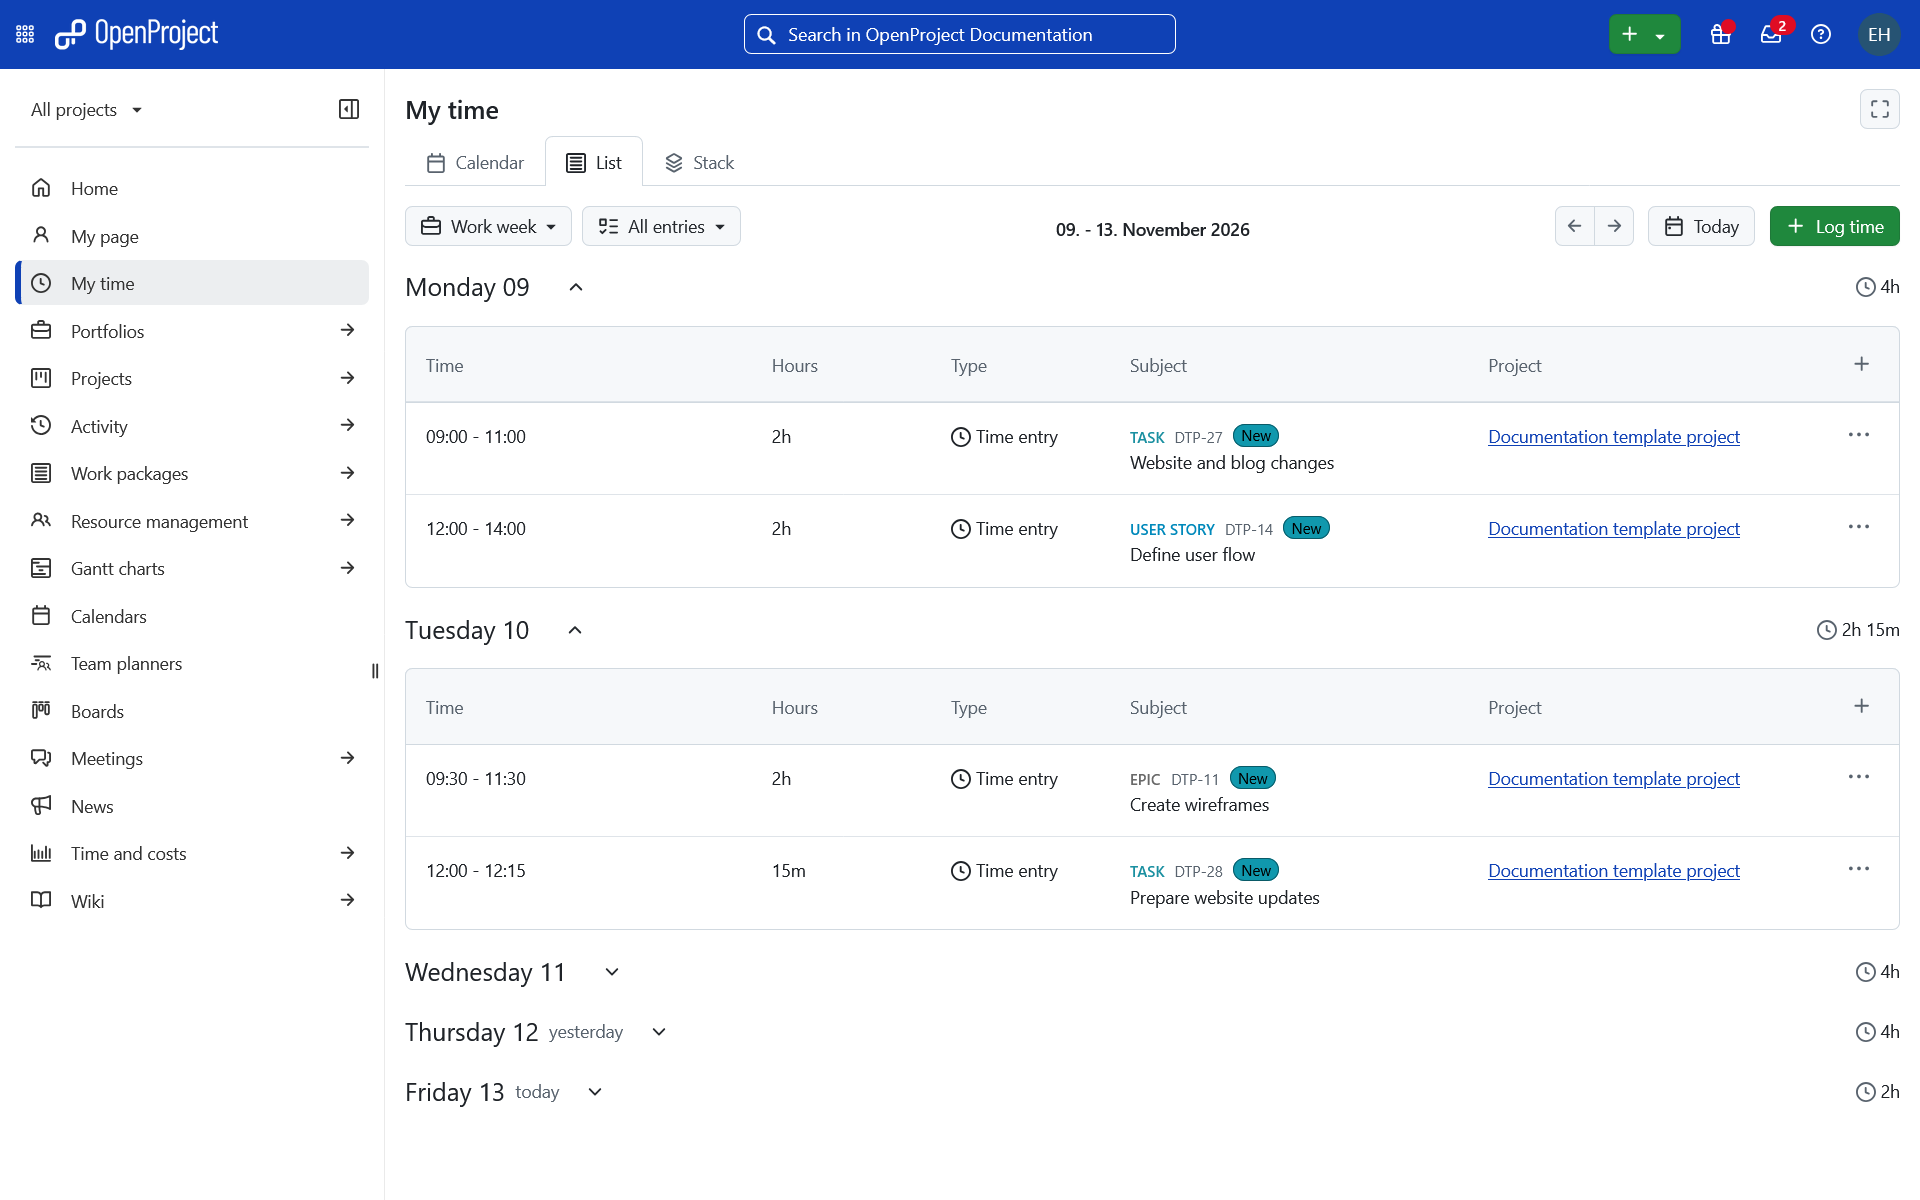 OpenProject
Search in OpenProject Documentation
2
EH
All projects
Home
My page
My time
Portfolios
Projects
Activity
Work packages
Resource management
Gantt charts
Calendars
Team planners
Boards
Meetings
News
Time and costs
Wiki
My time
Calendar
List
Stack
Work week
All entries
09. - 13. November 2026
Today
Log time
Monday 09
4h
Time Hours Type Subject Project
09:00 - 11:00 2h Time entry TASK DTP-27 New Documentation template project
Website and blog changes
12:00 - 14:00 2h Time entry USER STORY DTP-14 New Documentation template project
Define user flow
Tuesday 10
2h 15m
Time Hours Type Subject Project
09:30 - 11:30 2h Time entry EPIC DTP-11 New Documentation template project
Create wireframes
12:00 - 12:15 15m Time entry TASK DTP-28 New Documentation template project
Prepare website updates
Wednesday 11
4h
Thursday 12 yesterday
4h
Friday 13 today
2h